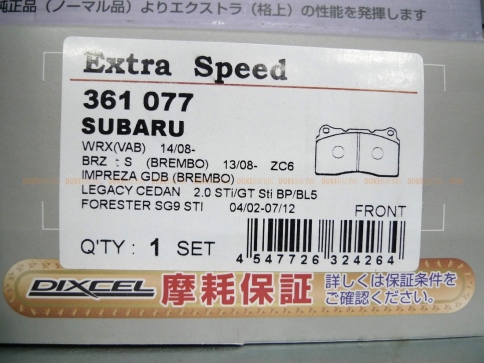 純正品（ノーマル品）よりエクストラ（格上）の性能を発揮します
Extra Speed
361 077
SUBARU
WRX(VAB) 14/08-
BRZ : S (BREMBO) 13/08- ZC6
IMPREZA GDB (BREMBO)
LEGACY CEDAN 2.0 STi/GT Sti BP/BL5
FORESTER SG9 STI 04/02-07/12
FRONT
Q'TY : 1 SET
4 547726 324264
DIXCEL 摩耗保証 詳しくは保証条件を
ご確認ください。